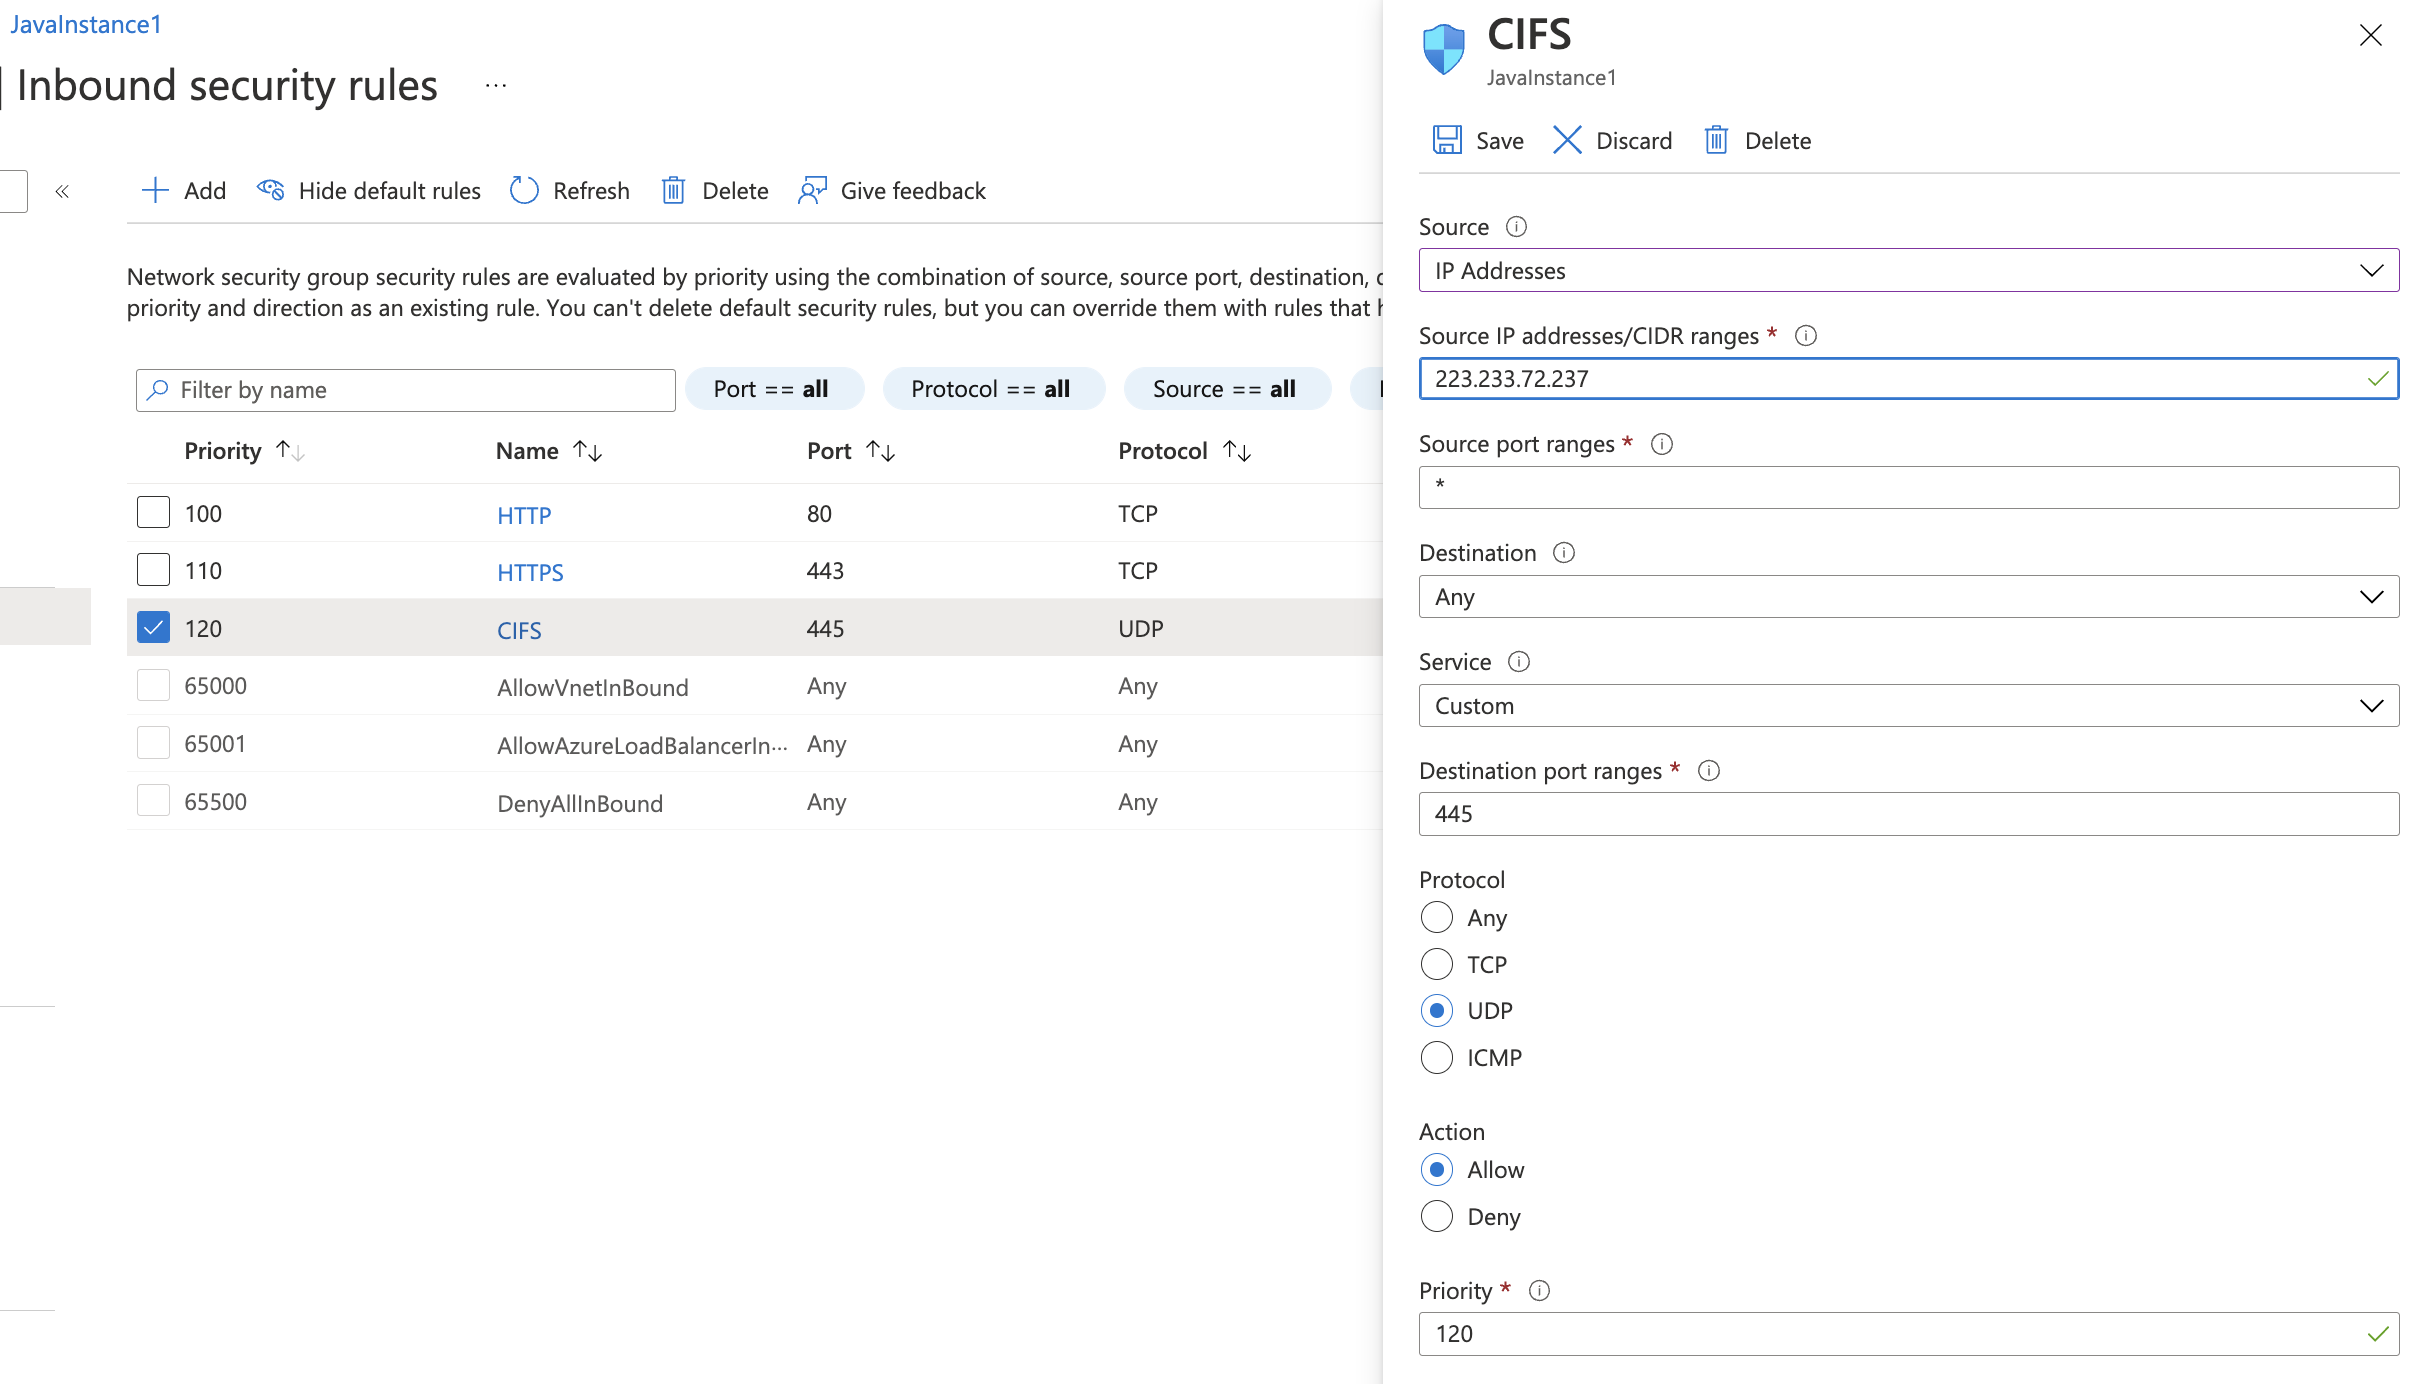 JavaInstance1
Inbound security rules ...
«
Add Hide default rules Refresh Delete Give feedback
Network security group security rules are evaluated by priority using the combination of source, source port, destination,
priority and direction as an existing rule. You can't delete default security rules, but you can override them with rules that
Filter by name
Port == all
Protocol == all
Source == all
Priority ↑↓ Name ↑↓ Port ↑↓ Protocol ↑↓
100 HTTP 80 TCP
110 HTTPS 443 TCP
120 CIFS 445 UDP
65000 AllowVnetInBound Any Any
65001 AllowAzureLoadBalancerIn... Any Any
65500 DenyAllInBound Any Any
CIFS
JavaInstance1
Save Discard Delete
Source
IP Addresses
Source IP addresses/CIDR ranges *
223.233.72.237
Source port ranges *
*
Destination
Any
Service
Custom
Destination port ranges *
445
Protocol
Any
TCP
UDP
ICMP
Action
Allow
Deny
Priority *
120